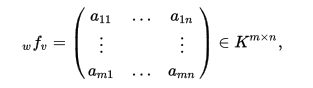 _w f_v = \begin{pmatrix} a_{11} & \dots & a_{1n} \\ \vdots & & \vdots \\ a_{m1} & \dots & a_{mn} \end{pmatrix} \in K^{m \times n},